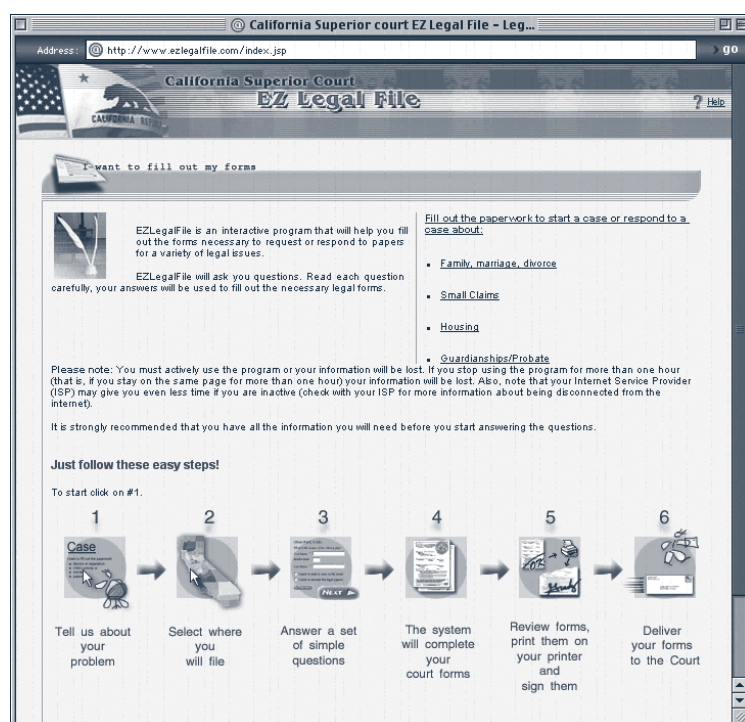 California Superior court EZ Legal File – Leg...
Address: http://www.ezlegalfile.com/index.jsp
go
California Superior Court
EZ Legal File
CALIFORNIA
? Help
I want to fill out my forms
EZLegalFile is an interactive program that will help you fill
out the forms necessary to request or respond to papers
for a variety of legal issues.
EZLegalFile will ask you questions. Read each question
carefully, your answers will be used to fill out the necessary legal forms.
Fill out the paperwork to start a case or respond to a
case about:
Family, marriage, divorce
Small Claims
Housing
Guardianships/Probate
Please note: You must actively use the program or your information will be lost. If you stop using the program for more than one hour
(that is, if you stay on the same page for more than one hour) your information will be lost. Also, note that your Internet Service Provider
(ISP) may give you even less time if you are inactive (check with your ISP for more information about being disconnected from the
internet).
It is strongly recommended that you have all the information you will need before you start answering the questions.
Just follow these easy steps!
To start click on #1.
1
2
3
4
5
6
Case
NEXT
Tell us about
your
problem
Select where
you
will file
Answer a set
of simple
questions
The system
will complete
your
court forms
Review forms,
print them on
your printer
and
sign them
Deliver
your forms
to the Court